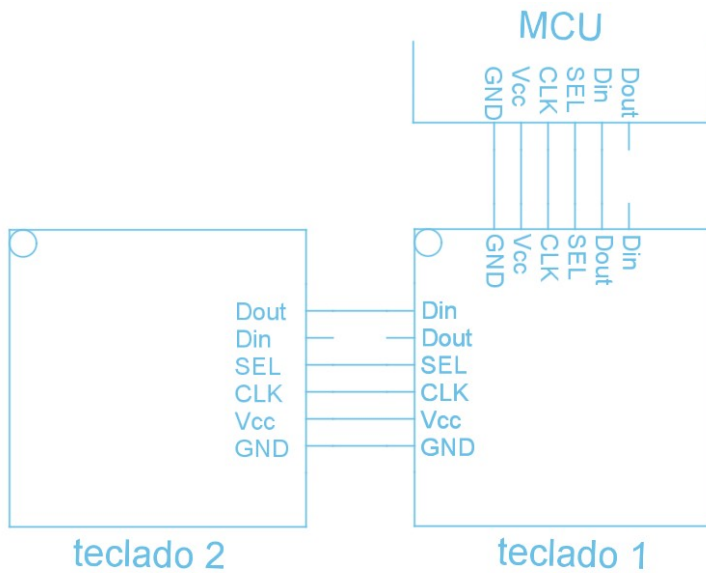 MCU
GND
Vcc
CLK
SEL
Din
Dout
GND
Vcc
CLK
SEL
Dout
Din
Dout
Din
SEL
CLK
Vcc
GND
Din
Dout
SEL
CLK
Vcc
GND
teclado 2
teclado 1